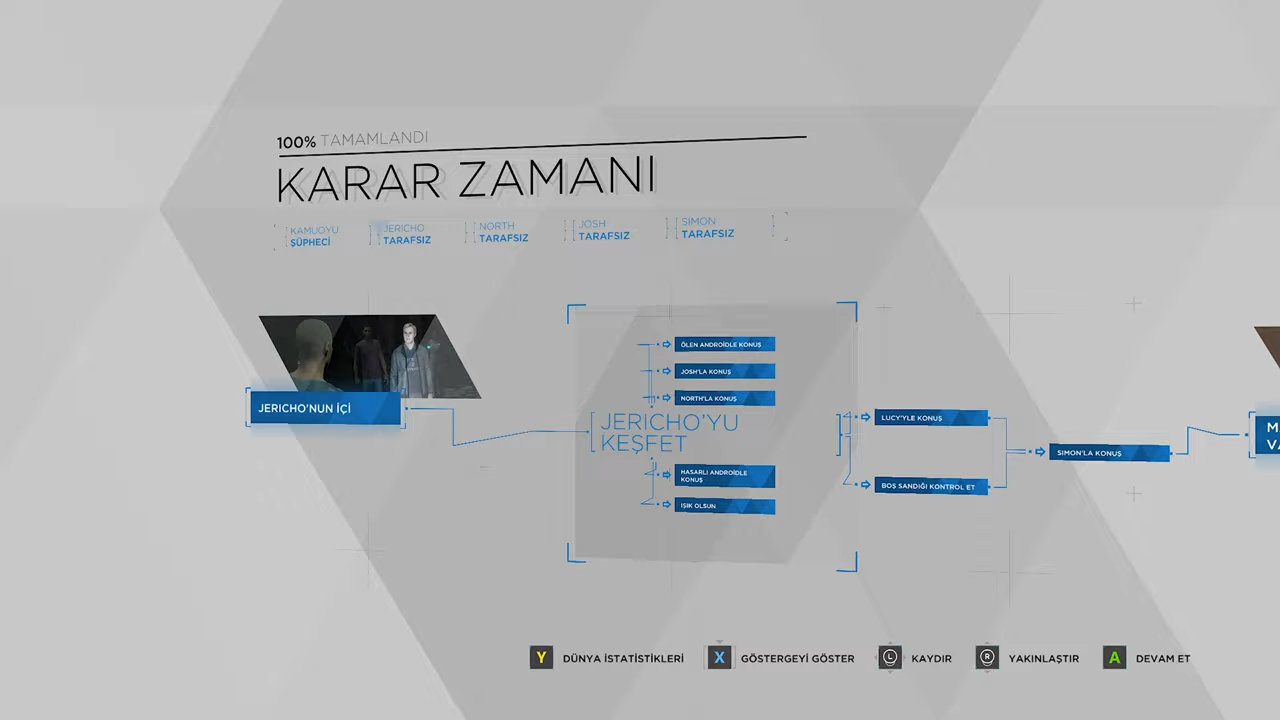 100% TAMAMLANDI
KARAR ZAMANI
KAMUOYU
ŞÜPHECİ
JERICHO
TARAFSIZ
NORTH
TARAFSIZ
JOSH
TARAFSIZ
SIMON
TARAFSIZ
JERICHO'NUN İÇİ
ÖLEN ANDROİDLE KONUŞ
JOSH'LA KONUŞ
NORTH'LA KONUŞ
JERICHO'YU
KEŞFET
HASARLI ANDROİDLE
KONUŞ
IŞIK OLSUN
LUCY'YLE KONUŞ
BOŞ SANDIĞI KONTROL ET
SIMON'LA KONUŞ
Y DÜNYA İSTATİSTİKLERİ
X GÖSTERGEYİ GÖSTER
L KAYDIR
R YAKINLAŞTIR
A DEVAM ET